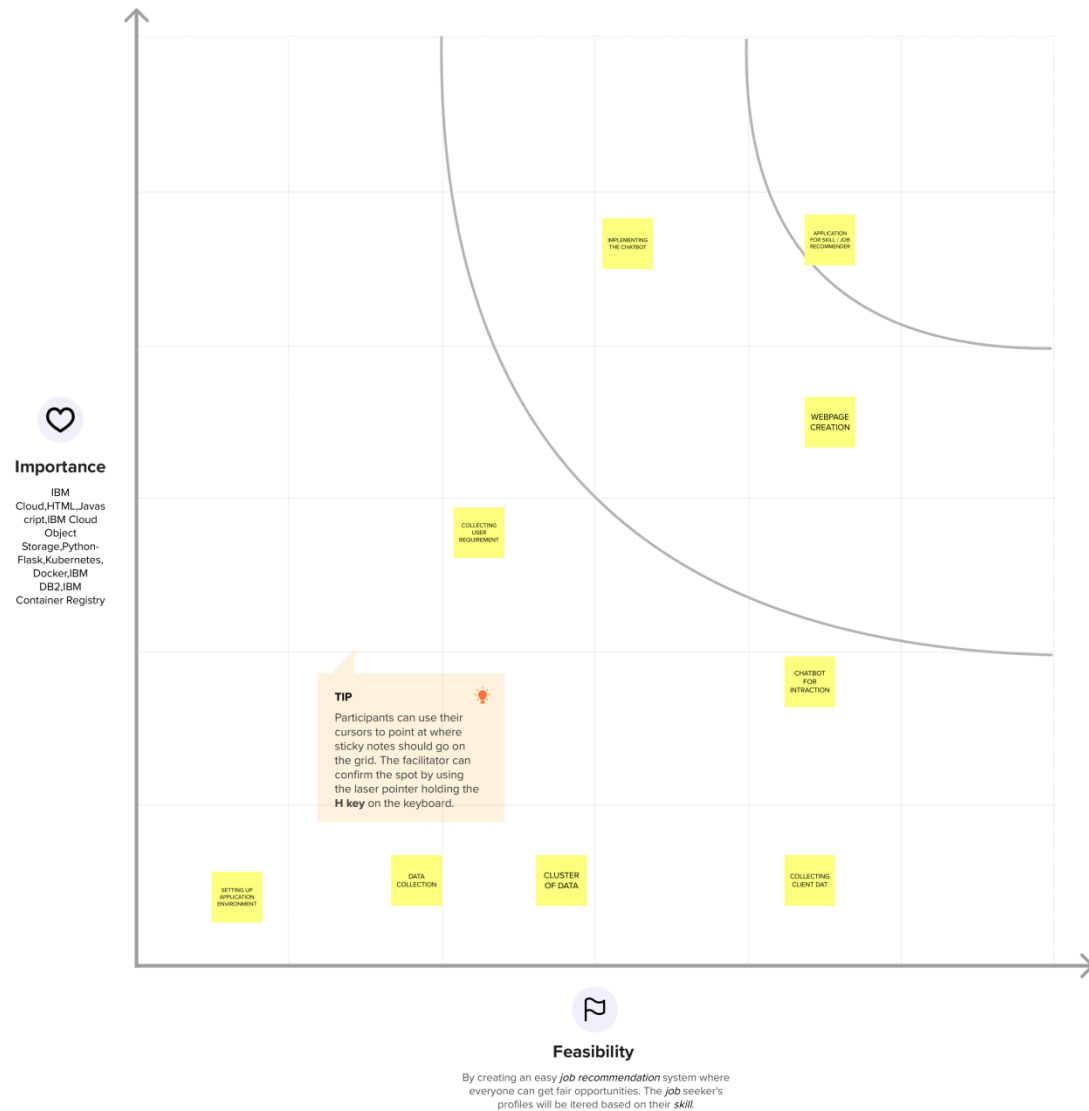 IMPLEMENTING
THE CHATBOT
APPLICATION
FOR SKILL / JOB
RECOMMENDER
WEBPAGE
CREATION
Importance
IBM
Cloud,HTML,Javas
cript,IBM Cloud
Object
Storage,Python-
Flask,Kubernetes,
Docker,IBM
DB2,IBM
Container Registry
COLLECTING
USER
REQUIREMENT
CHATBOT
FOR
INTRACTION
TIP
Participants can use their
cursors to point at where
sticky notes should go on
the grid. The facilitator can
confirm the spot by using
the laser pointer holding the
H key on the keyboard.
SETTING UP
APPLICATION
ENVIRONMENT
DATA
COLLECTION
CLUSTER
OF DATA
COLLECTING
CLIENT DAT
Feasibility
By creating an easy job recommendation system where
everyone can get fair opportunities. The job seeker's
profiles will be itered based on their skill.